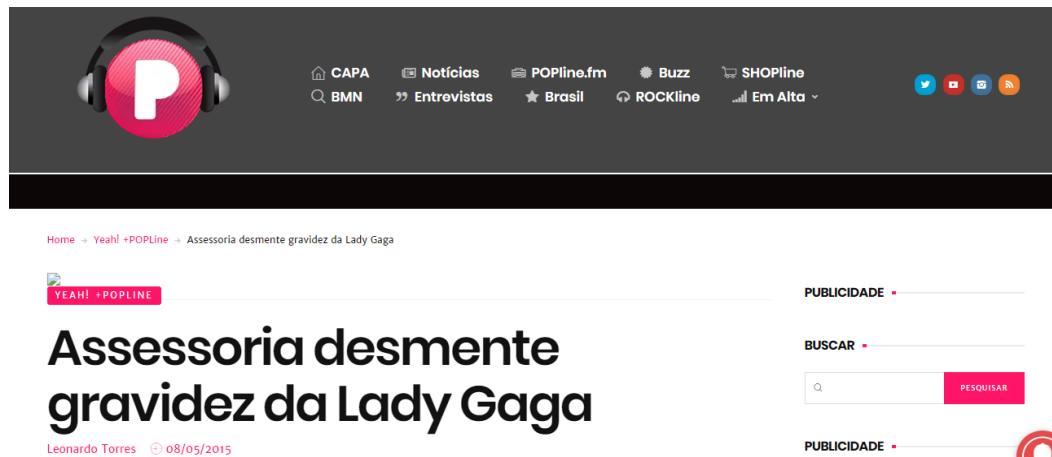 P
CAPA Notícias POPline.fm Buzz SHOPline
BMN Entrevistas Brasil ROCKline Em Alta
Home → Yeah! +POPLine → Assessoria desmente gravidez da Lady Gaga
YEAH! +POPLINE
Assessoria desmente
gravidez da Lady Gaga
Leonardo Torres 08/05/2015
PUBLICIDADE
BUSCAR
PESQUISAR
PUBLICIDADE